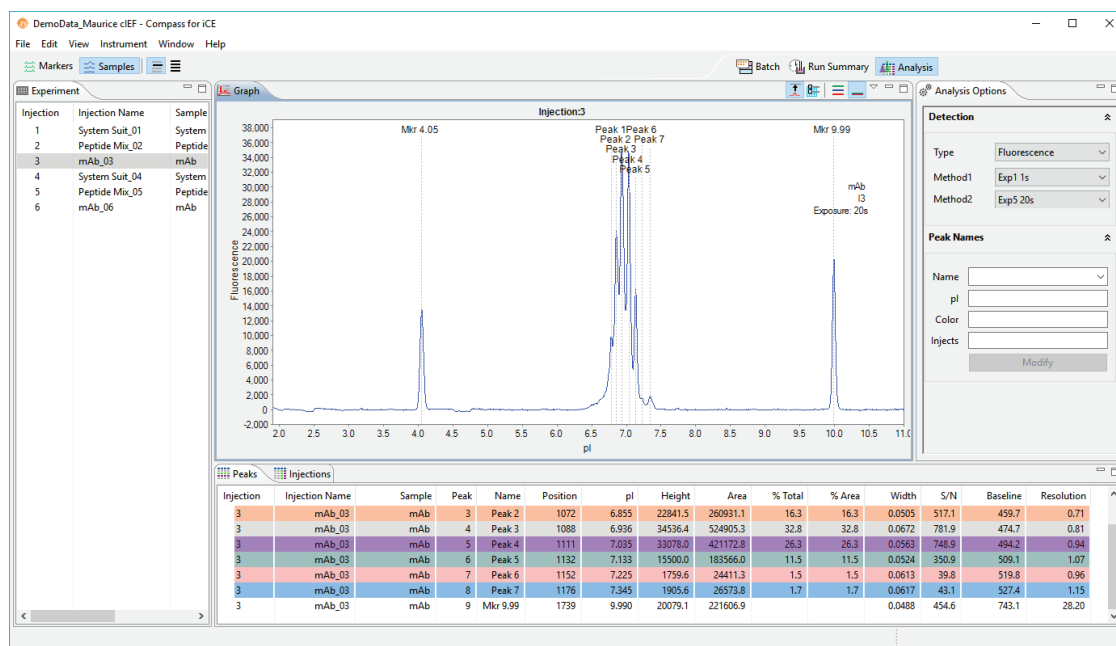 DemoData_Maurice cIEF - Compass for iCE
File Edit View Instrument Window Help
Markers Samples Batch Run Summary Analysis
Experiment
Injection Injection Name Sample
1 System Suit_01 System
2 Peptide Mix_02 Peptide
3 mAb_03 mAb
4 System Suit_04 System
5 Peptide Mix_05 Peptide
6 mAb_06 mAb
Graph
Injection:3
38,000
36,000
34,000
32,000
30,000
28,000
26,000
24,000
22,000
20,000
18,000
16,000
14,000
12,000
10,000
8,000
6,000
4,000
2,000
0
-2,000
Fluorescence
Mkr 4.05
Peak 1 Peak 6
Peak 2 Peak 7
Peak 3
Peak 4
Peak 5
Mkr 9.99
mAb
I3
Exposure: 20s
2.0 2.5 3.0 3.5 4.0 4.5 5.0 5.5 6.0 6.5 7.0 7.5 8.0 8.5 9.0 9.5 10.0 10.5 11.0
pI
Analysis Options
Detection
Type Fluorescence
Method1 Exp1 1s
Method2 Exp5 20s
Peak Names
Name
pI
Color
Injects
Modify
Peaks Injections
Injection Injection Name Sample Peak Name Position pI Height Area % Total % Area Width S/N Baseline Resolution
3 mAb_03 mAb 3 Peak 2 1072 6.855 22841.5 260931.1 16.3 16.3 0.0505 517.1 459.7 0.71
3 mAb_03 mAb 4 Peak 3 1088 6.936 34536.4 524905.3 32.8 32.8 0.0672 781.9 474.7 0.81
3 mAb_03 mAb 5 Peak 4 1111 7.035 33078.0 421172.8 26.3 26.3 0.0563 748.9 494.2 0.94
3 mAb_03 mAb 6 Peak 5 1132 7.133 15500.0 183566.0 11.5 11.5 0.0524 350.9 509.1 1.07
3 mAb_03 mAb 7 Peak 6 1152 7.225 1759.6 24411.3 1.5 1.5 0.0613 39.8 519.8 0.96
3 mAb_03 mAb 8 Peak 7 1176 7.345 1905.6 26573.8 1.7 1.7 0.0617 43.1 527.4 1.15
3 mAb_03 mAb 9 Mkr 9.99 1739 9.990 20079.1 221606.9 0.0488 454.6 743.1 28.20